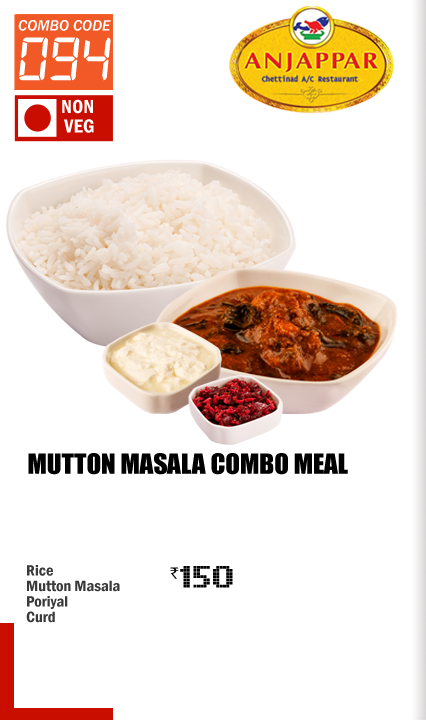 COMBO CODE
094
NON
VEG
ANJAPPAR
Chettinad A/C Restaurant
MUTTON MASALA COMBO MEAL
Rice
Mutton Masala
Poriyal
Curd
₹150